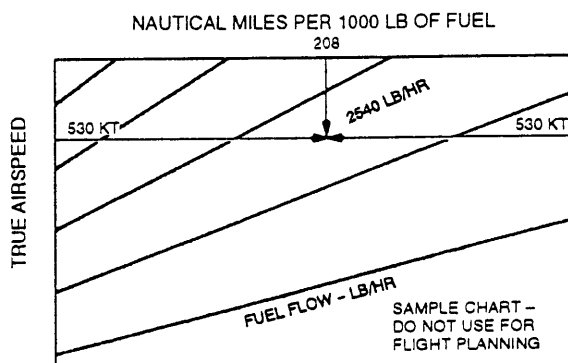 NAUTICAL MILES PER 1000 LB OF FUEL
208
2540 LB/HR
530 KT
530 KT
TRUE AIRSPEED
FUEL FLOW – LB/HR
SAMPLE CHART –
DO NOT USE FOR
FLIGHT PLANNING